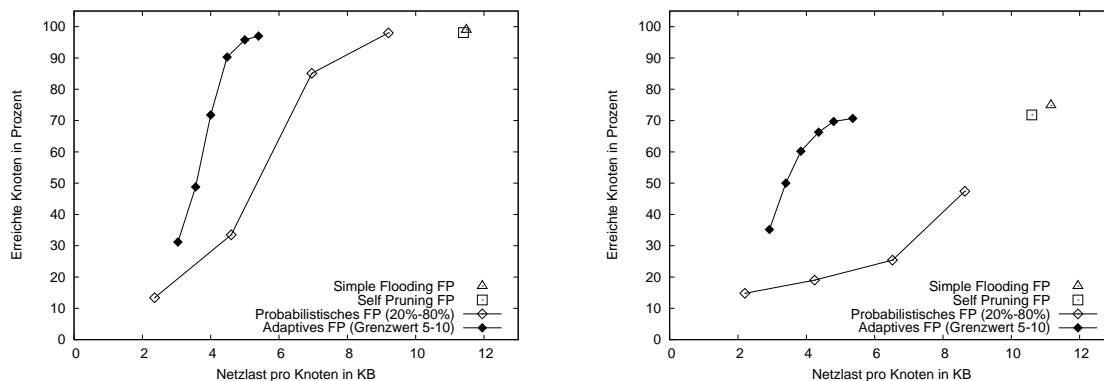 100
90
80
70
60
50
40
30
20
10
0
0 2 4 6 8 10 12
Erreichte Knoten in Prozent
Netzlast pro Knoten in KB
Simple Flooding FP
Self Pruning FP
Probabilistisches FP (20%-80%)
Adaptives FP (Grenzwert 5-10)
100
90
80
70
60
50
40
30
20
10
0
0 2 4 6 8 10 12
Erreichte Knoten in Prozent
Netzlast pro Knoten in KB
Simple Flooding FP
Self Pruning FP
Probabilistisches FP (20%-80%)
Adaptives FP (Grenzwert 5-10)